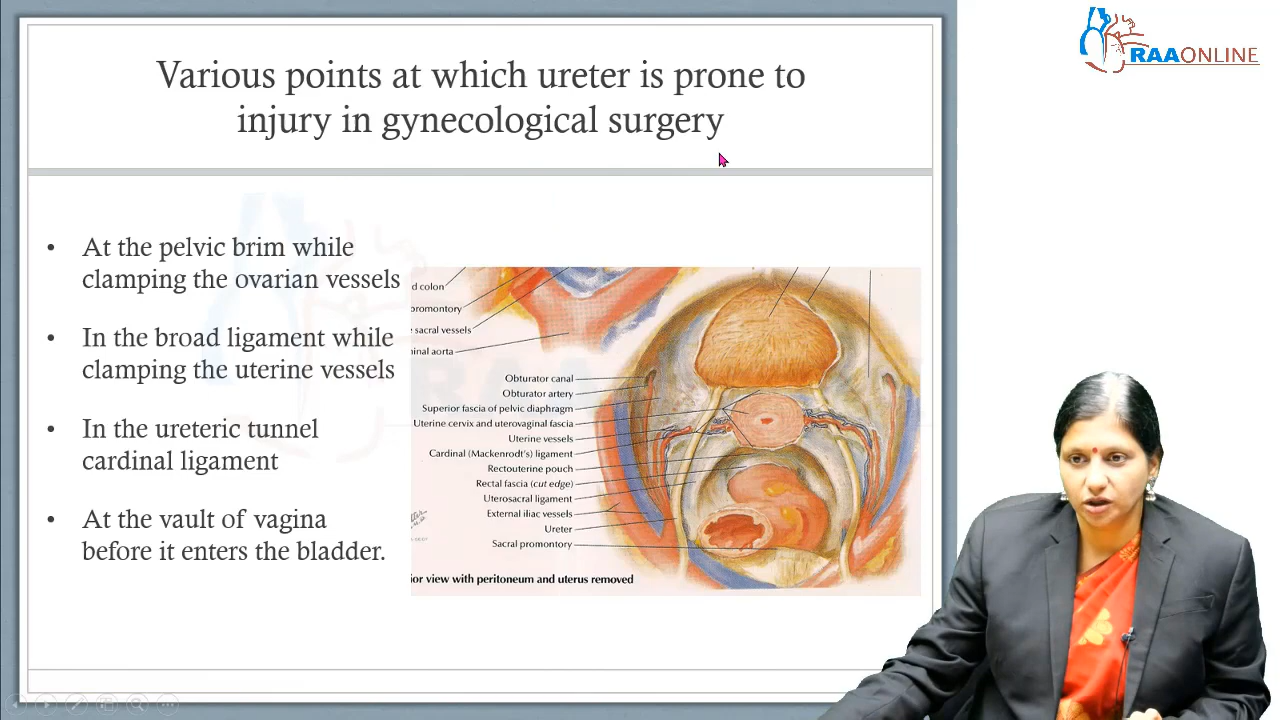 Various points at which ureter is prone to
injury in gynecological surgery
RAAONLINE
• At the pelvic brim while
clamping the ovarian vessels
• In the broad ligament while
clamping the uterine vessels
• In the ureteric tunnel
cardinal ligament
• At the vault of vagina
before it enters the bladder.
d colon
promontory
sacral vessels
inal aorta
Obturator canal
Obturator artery
Superior fascia of pelvic diaphragm
Uterine cervix and uterovaginal fascia
Uterine vessels
Cardinal (Mackenrodt's) ligament
Rectouterine pouch
Rectal fascia (cut edge)
Uterosacral ligament
External iliac vessels
Ureter
Sacral promontory
ior view with peritoneum and uterus removed